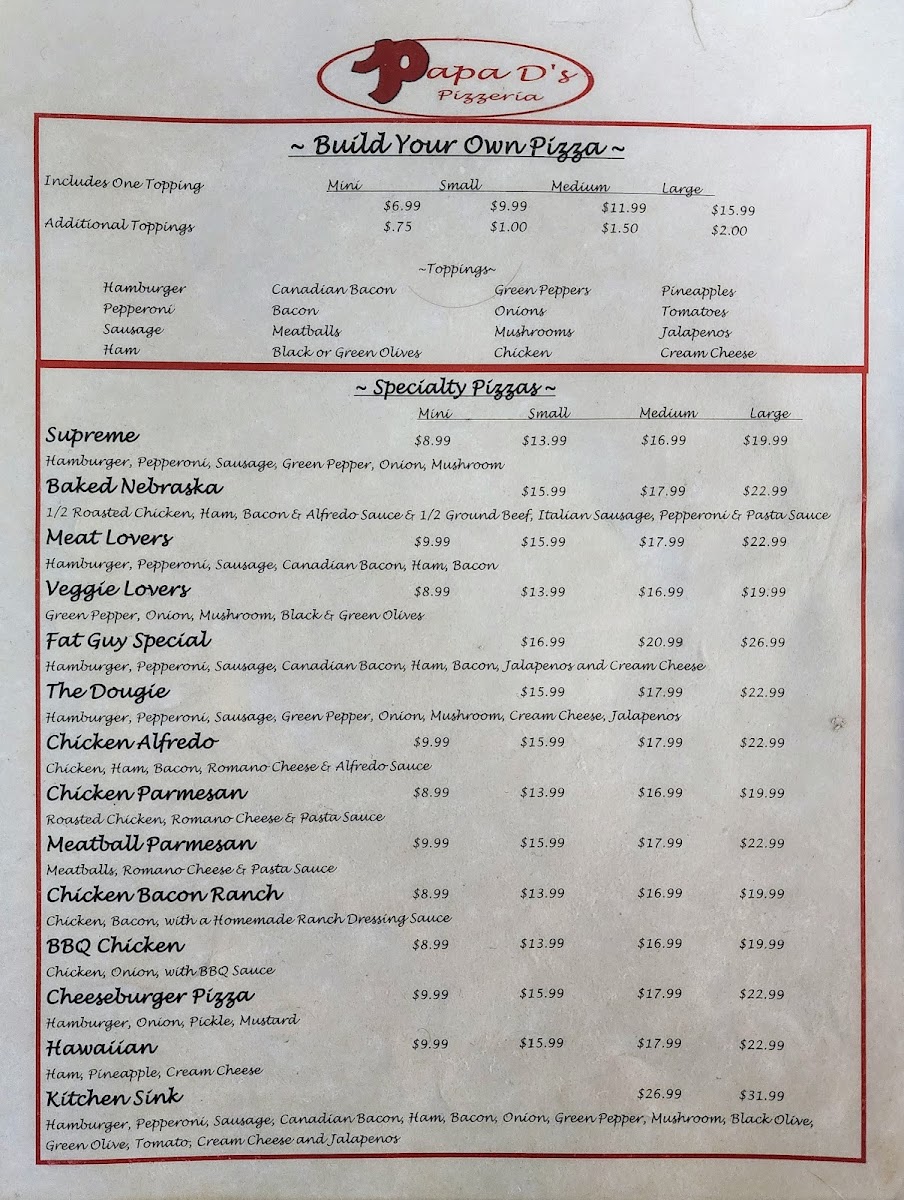 Papa D's
Pizzeria
~ Build Your Own Pizza ~
Includes One Topping Mini Small Medium Large
$6.99 $9.99 $11.99 $15.99
Additional Toppings $.75 $1.00 $1.50 $2.00
~Toppings~
Hamburger Canadian Bacon Green Peppers Pineapples
Pepperoni Bacon Onions Tomatoes
Sausage Meatballs Mushrooms Jalapenos
Ham Black or Green Olives Chicken Cream Cheese
~ Specialty Pizzas ~
Mini Small Medium Large
Supreme $8.99 $13.99 $16.99 $19.99
Hamburger, Pepperoni, Sausage, Green Pepper, Onion, Mushroom
Baked Nebraska $15.99 $17.99 $22.99
1/2 Roasted Chicken, Ham, Bacon & Alfredo Sauce & 1/2 Ground Beef, Italian Sausage, Pepperoni & Pasta Sauce
Meat Lovers $9.99 $15.99 $17.99 $22.99
Hamburger, Pepperoni, Sausage, Canadian Bacon, Ham, Bacon
Veggie Lovers $8.99 $13.99 $16.99 $19.99
Green Pepper, Onion, Mushroom, Black & Green Olives
Fat Guy Special $16.99 $20.99 $26.99
Hamburger, Pepperoni, Sausage, Canadian Bacon, Ham, Bacon, Jalapenos and Cream Cheese
The Dougie $15.99 $17.99 $22.99
Hamburger, Pepperoni, Sausage, Green Pepper, Onion, Mushroom, Cream Cheese, Jalapenos
Chicken Alfredo $9.99 $15.99 $17.99 $22.99
Chicken, Ham, Bacon, Romano Cheese & Alfredo Sauce
Chicken Parmesan $8.99 $13.99 $16.99 $19.99
Roasted Chicken, Romano Cheese & Pasta Sauce
Meatball Parmesan $9.99 $15.99 $17.99 $22.99
Meatballs, Romano Cheese & Pasta Sauce
Chicken Bacon Ranch $8.99 $13.99 $16.99 $19.99
Chicken, Bacon, with a Homemade Ranch Dressing Sauce
BBQ Chicken $8.99 $13.99 $16.99 $19.99
Chicken, Onion, with BBQ Sauce
Cheeseburger Pizza $9.99 $15.99 $17.99 $22.99
Hamburger, Onion, Pickle, Mustard
Hawaiian $9.99 $15.99 $17.99 $22.99
Ham, Pineapple, Cream Cheese
Kitchen Sink $26.99 $31.99
Hamburger, Pepperoni, Sausage, Canadian Bacon, Ham, Bacon, Onion, Green Pepper, Mushroom, Black Olive,
Green Olive, Tomato, Cream Cheese and Jalapenos